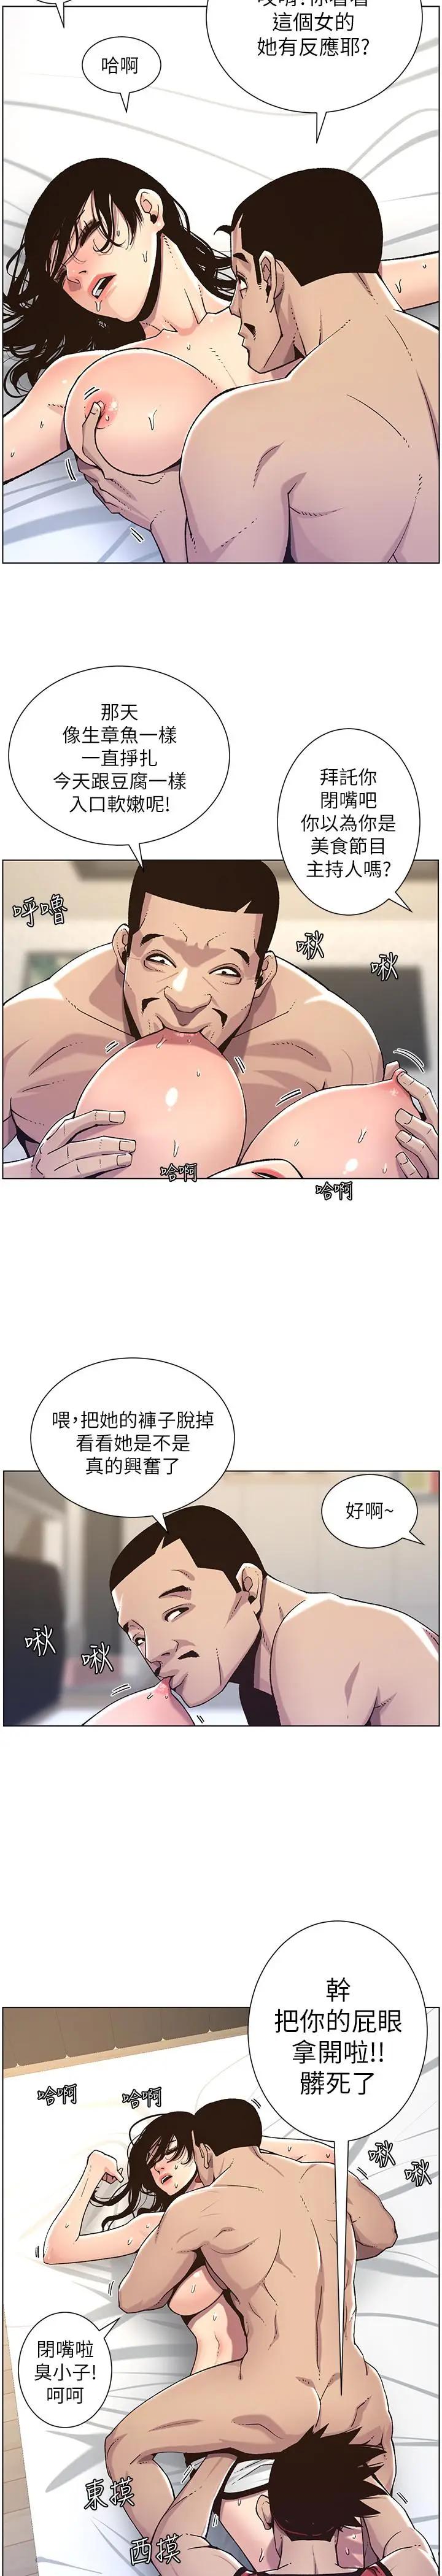 這個女的
她有反應耶?
哈啊
那天
像生章魚一樣
一直掙扎
今天跟豆腐一樣
入口軟嫩呢!
拜託你
閉嘴吧
你以為你是
美食節目
主持人嗎?
呼嚕
啾
啾
哈啊
哈啊
喂,把她的褲子脫掉
看看她是不是
真的興奮了
好啊~
啾
啾
幹
把你的屁眼
拿開啦!!
髒死了
哈啊
哈啊
啾
啾
閉嘴啦
臭小子!
呵呵
東摸
西摸